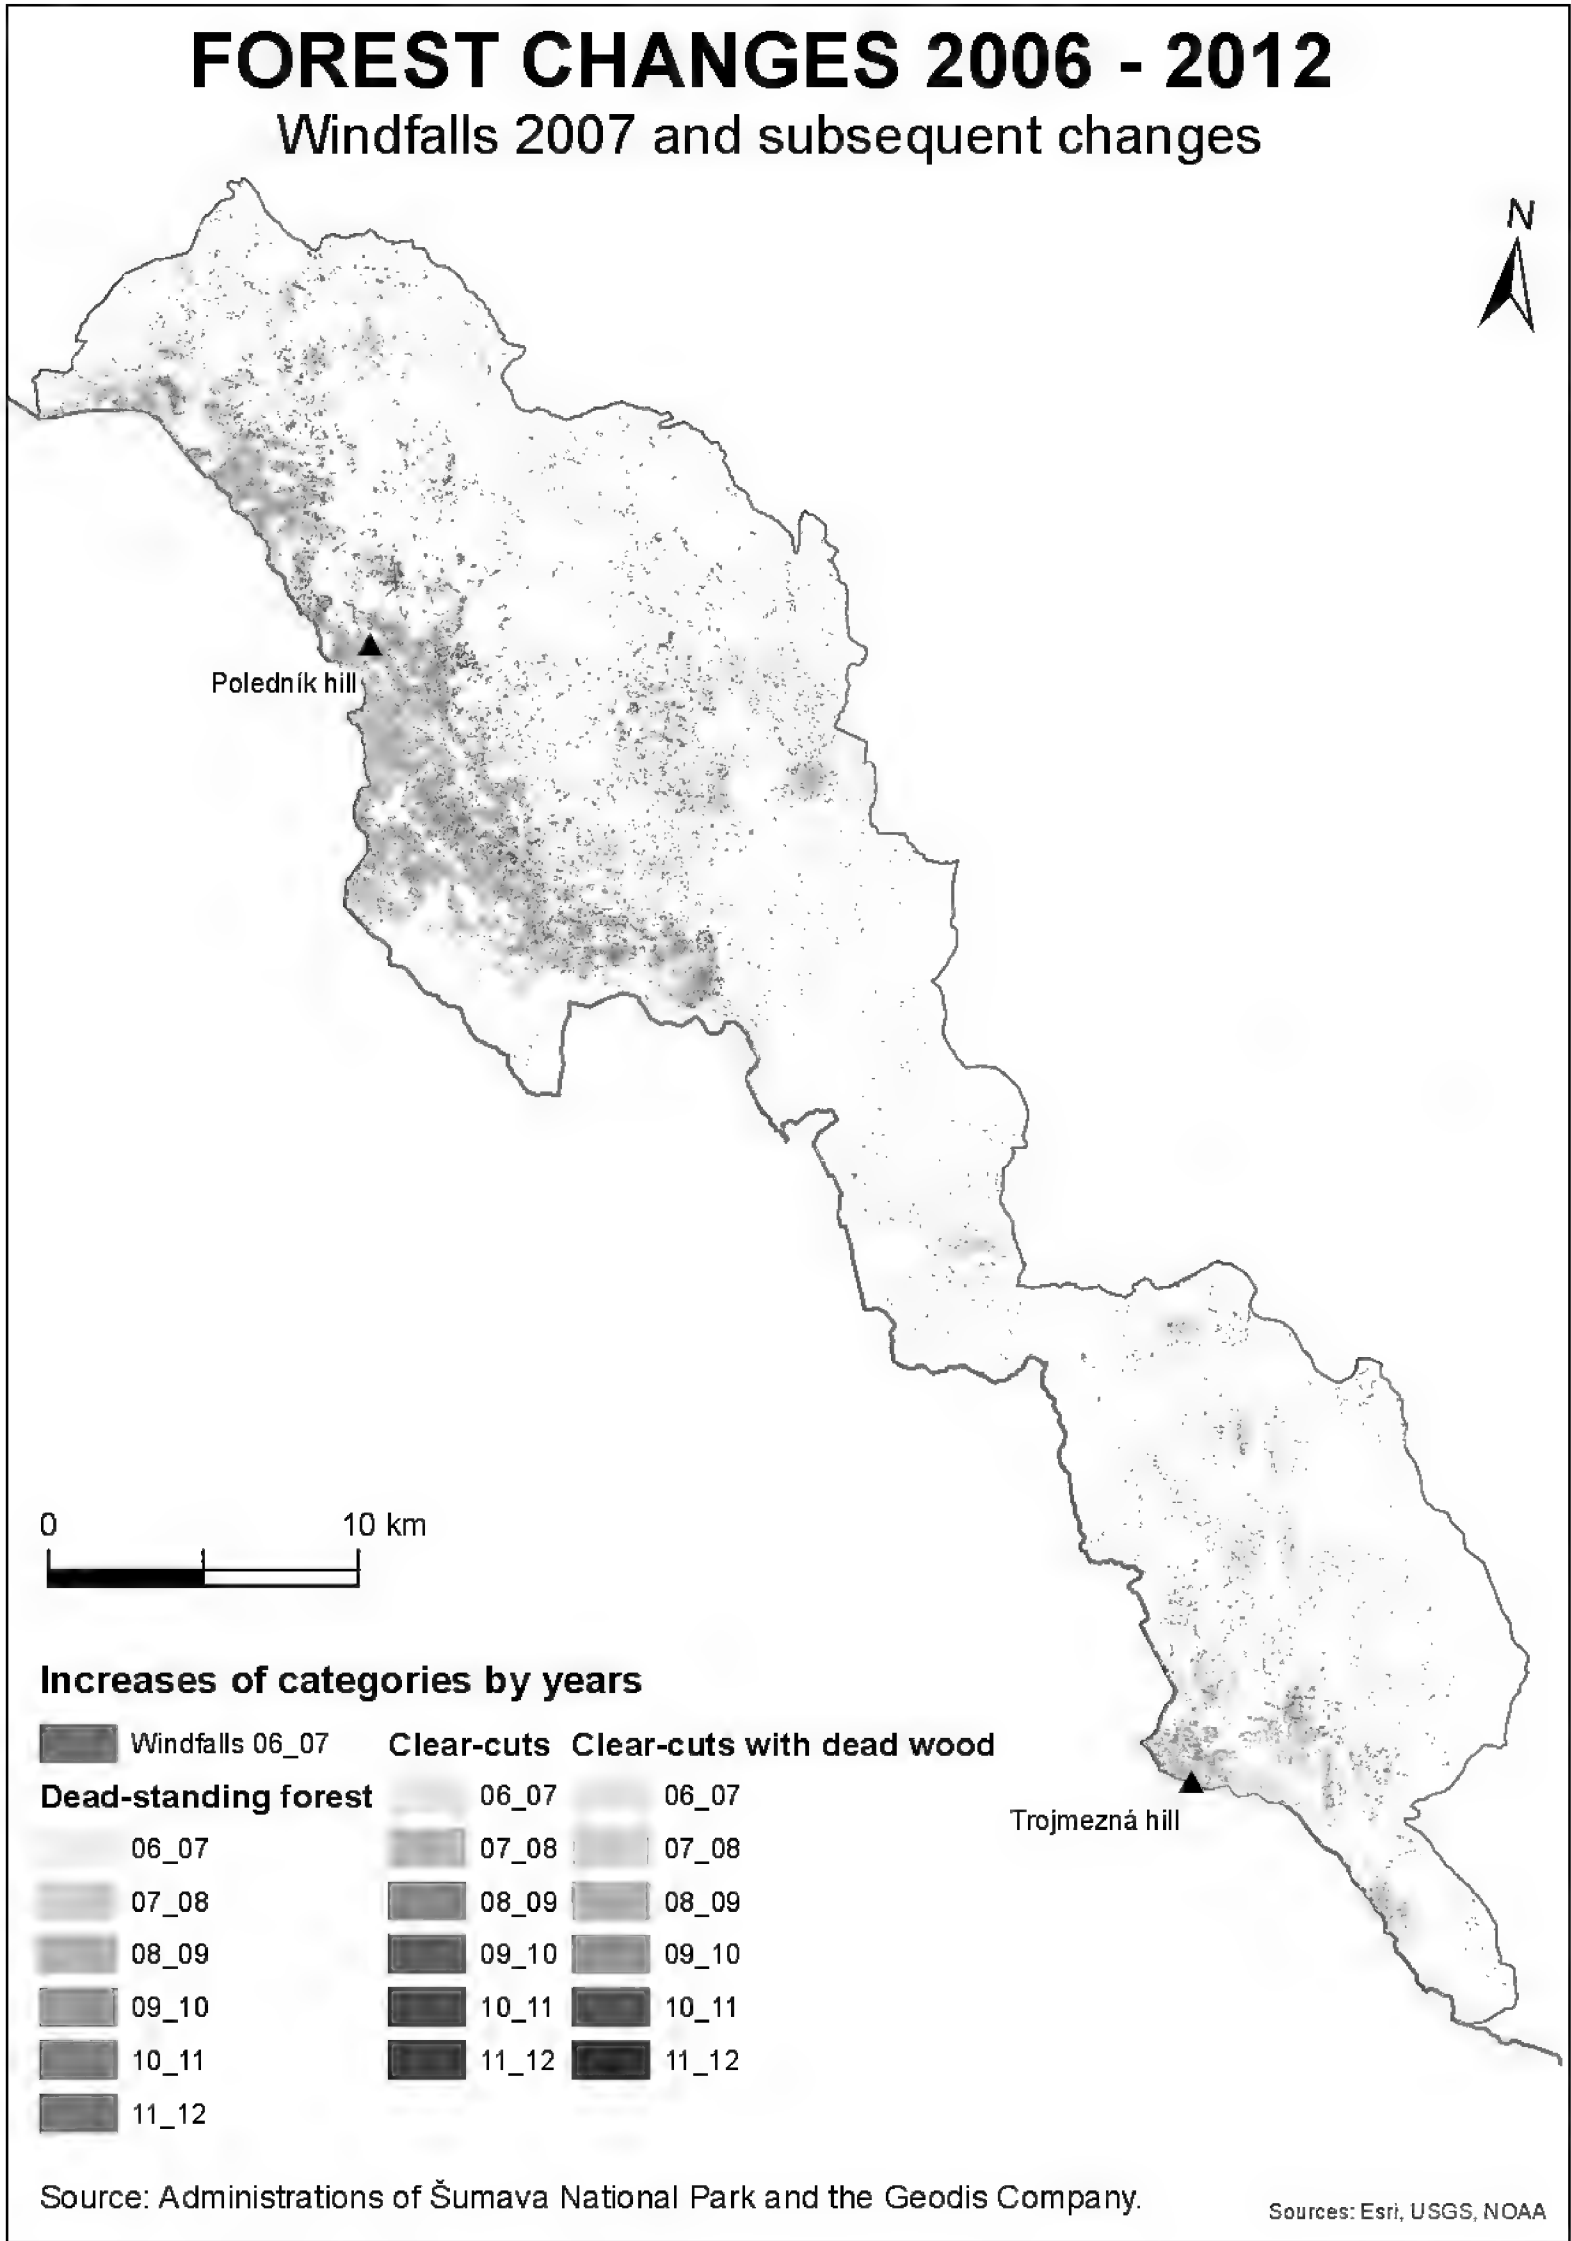 FOREST CHANGES 2006 - 2012
Windfalls 2007 and subsequent changes
N
Poledník hill
0 10 km
Increases of categories by years
Windfalls 06_07 Clear-cuts Clear-cuts with dead wood
06_07 06_07
Dead-standing forest
06_07 07_08 07_08
07_08 08_09 08_09
08_09 09_10 09_10
09_10 10_11 10_11
10_11 11_12 11_12
11_12
Trojmezná hill
Source: Administrations of Šumava National Park and the Geodis Company.
Sources: Esri, USGS, NOAA